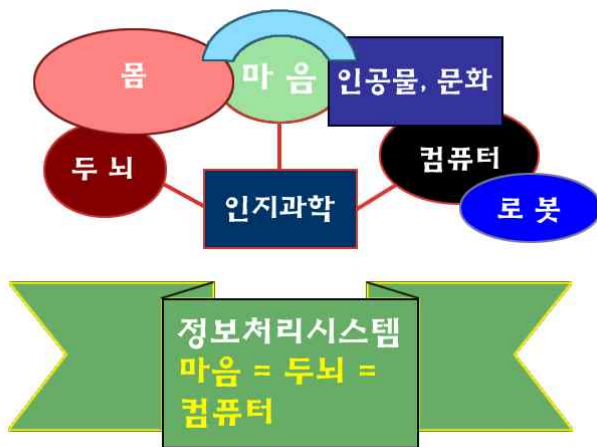 몸
마 음
인공물, 문화
두 뇌
컴퓨터
인지과학
로 봇
정보처리시스템
마음 = 두뇌 =
컴퓨터